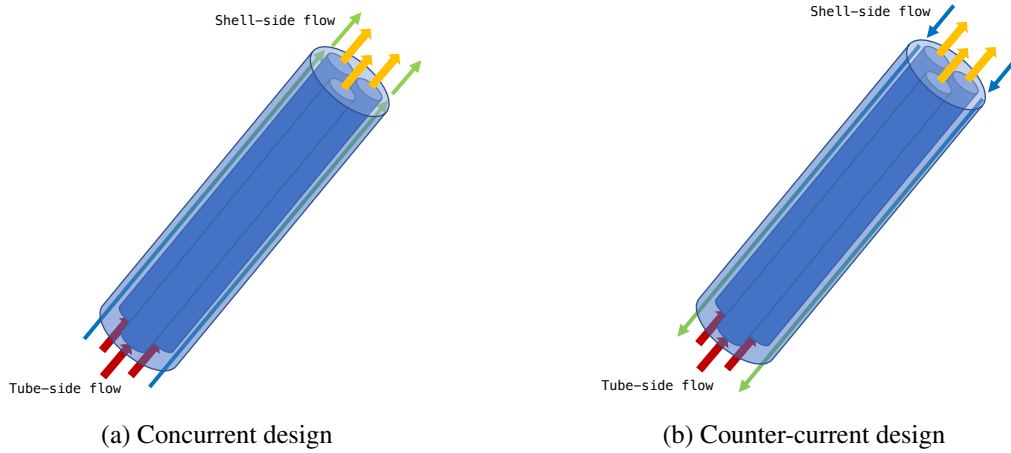 Shell-side flow
Tube-side flow
(a) Concurrent design
Shell-side flow
Tube-side flow
(b) Counter-current design